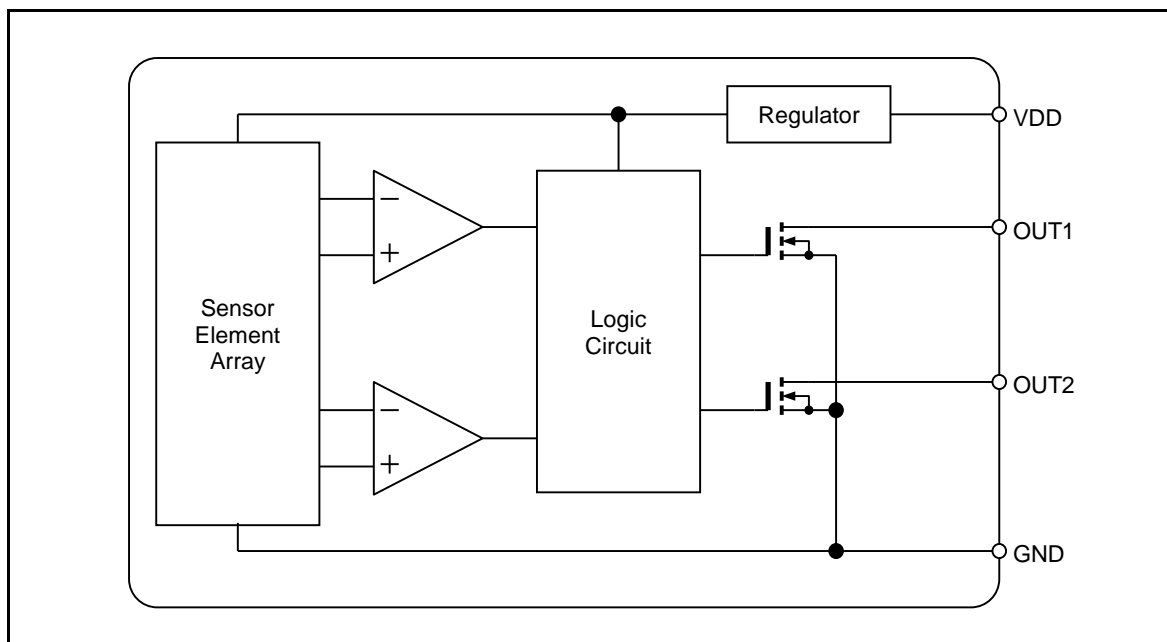 Regulator
VDD
−
+
OUT1
Sensor
Element
Array
Logic
Circuit
−
+
OUT2
GND